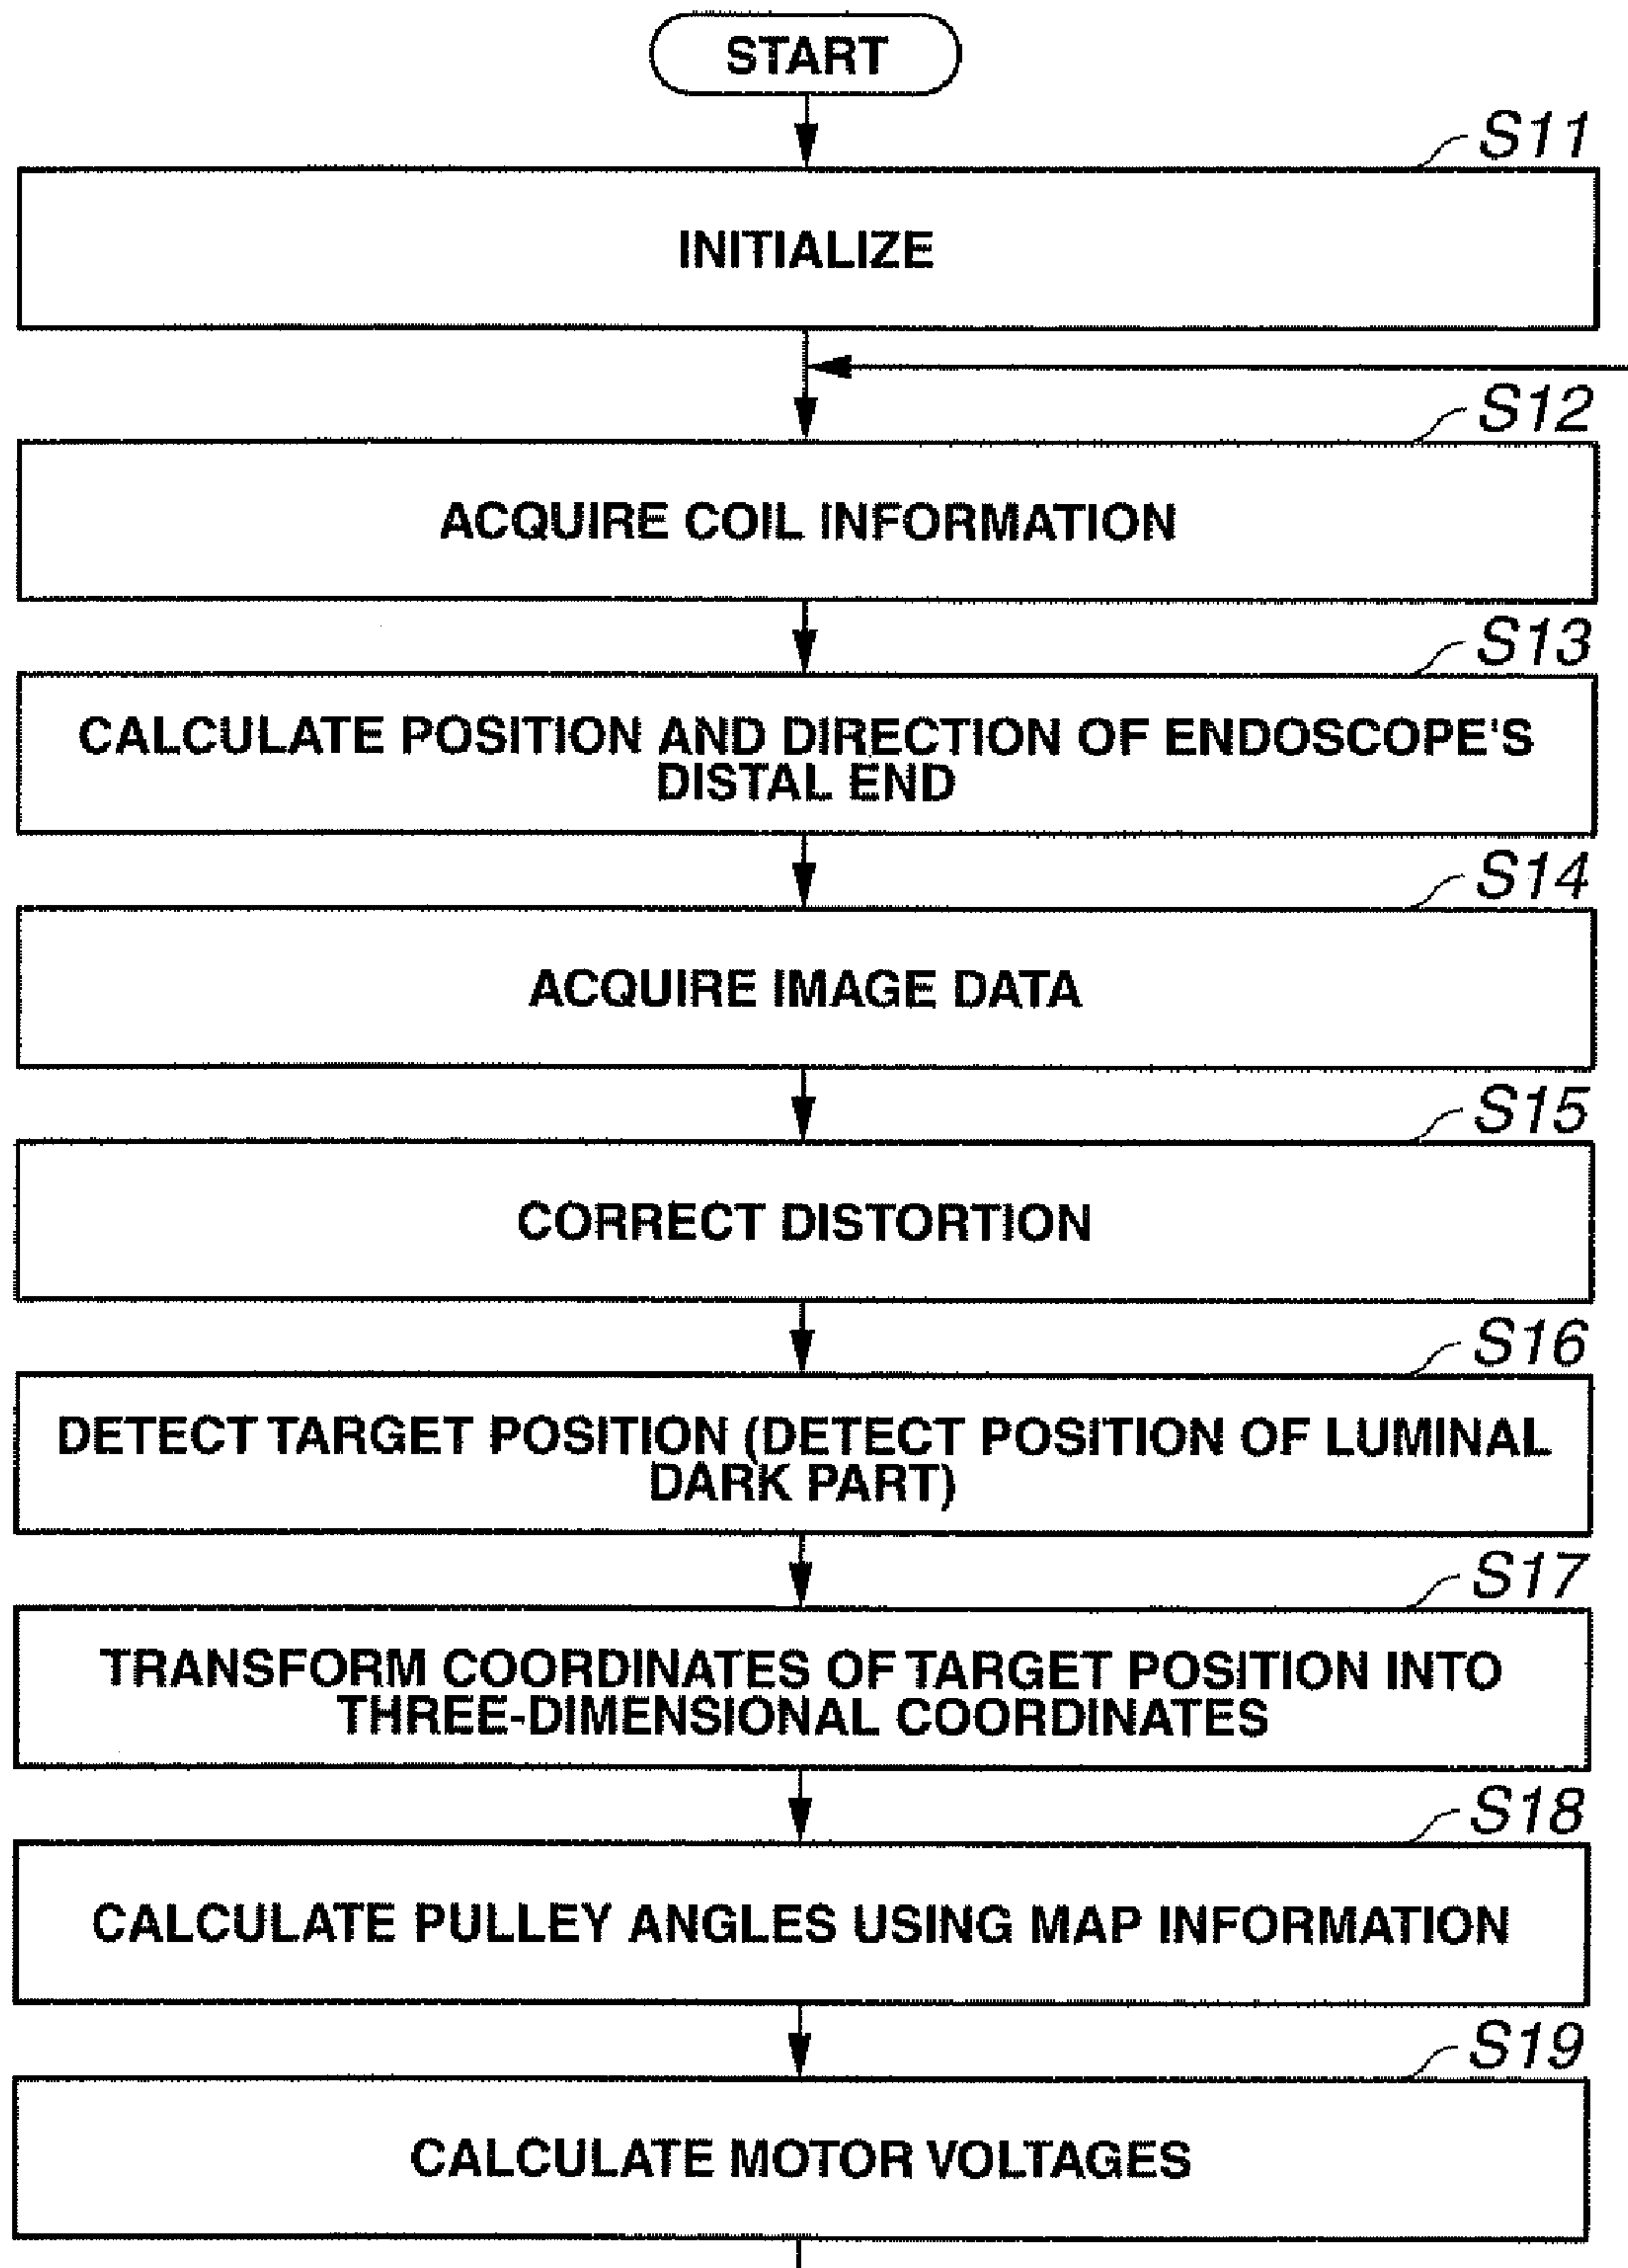 START
S11
INITIALIZE
S12
ACQUIRE COIL INFORMATION
S13
CALCULATE POSITION AND DIRECTION OF ENDOSCOPE'S
DISTAL END
S14
ACQUIRE IMAGE DATA
S15
CORRECT DISTORTION
S16
DETECT TARGET POSITION (DETECT POSITION OF LUMINAL
DARK PART)
S17
TRANSFORM COORDINATES OF TARGET POSITION INTO
THREE-DIMENSIONAL COORDINATES
S18
CALCULATE PULLEY ANGLES USING MAP INFORMATION
S19
CALCULATE MOTOR VOLTAGES